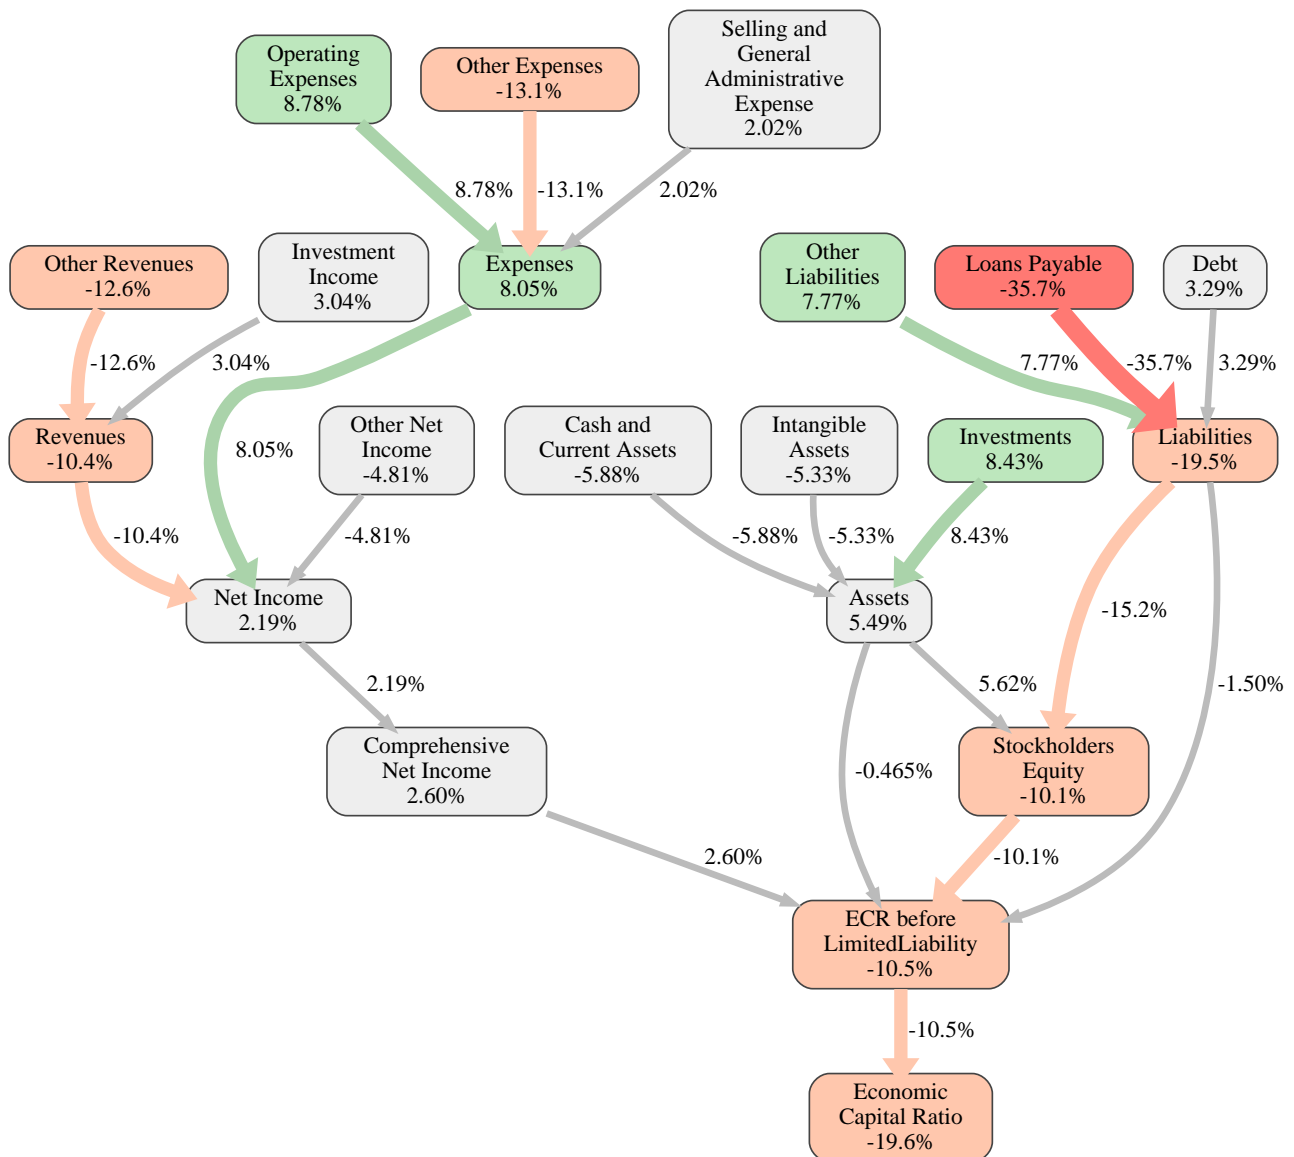 Operating
Expenses
8.78%
Other Expenses
-13.1%
Selling and
General
Administrative
Expense
2.02%
8.78%
-13.1%
2.02%
Other Revenues
-12.6%
Investment
Income
3.04%
Expenses
8.05%
Other
Liabilities
7.77%
Loans Payable
-35.7%
Debt
3.29%
-12.6%
3.04%
7.77%
-35.7%
3.29%
Revenues
-10.4%
8.05%
Other Net
Income
-4.81%
Cash and
Current Assets
-5.88%
Intangible
Assets
-5.33%
Investments
8.43%
Liabilities
-19.5%
-10.4%
-4.81%
-5.88%
-5.33%
8.43%
Net Income
2.19%
Assets
5.49%
-15.2%
2.19%
5.62%
-1.50%
Comprehensive
Net Income
2.60%
-0.465%
Stockholders
Equity
-10.1%
2.60%
-10.1%
ECR before
LimitedLiability
-10.5%
-10.5%
Economic
Capital Ratio
-19.6%